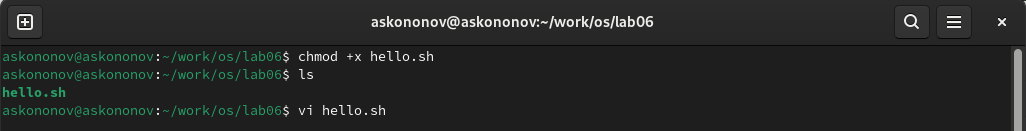 askononov@askononov:~/work/os/lab06
askononov@askononov:~/work/os/lab06$ chmod +x hello.sh
askononov@askononov:~/work/os/lab06$ ls
hello.sh
askononov@askononov:~/work/os/lab06$ vi hello.sh